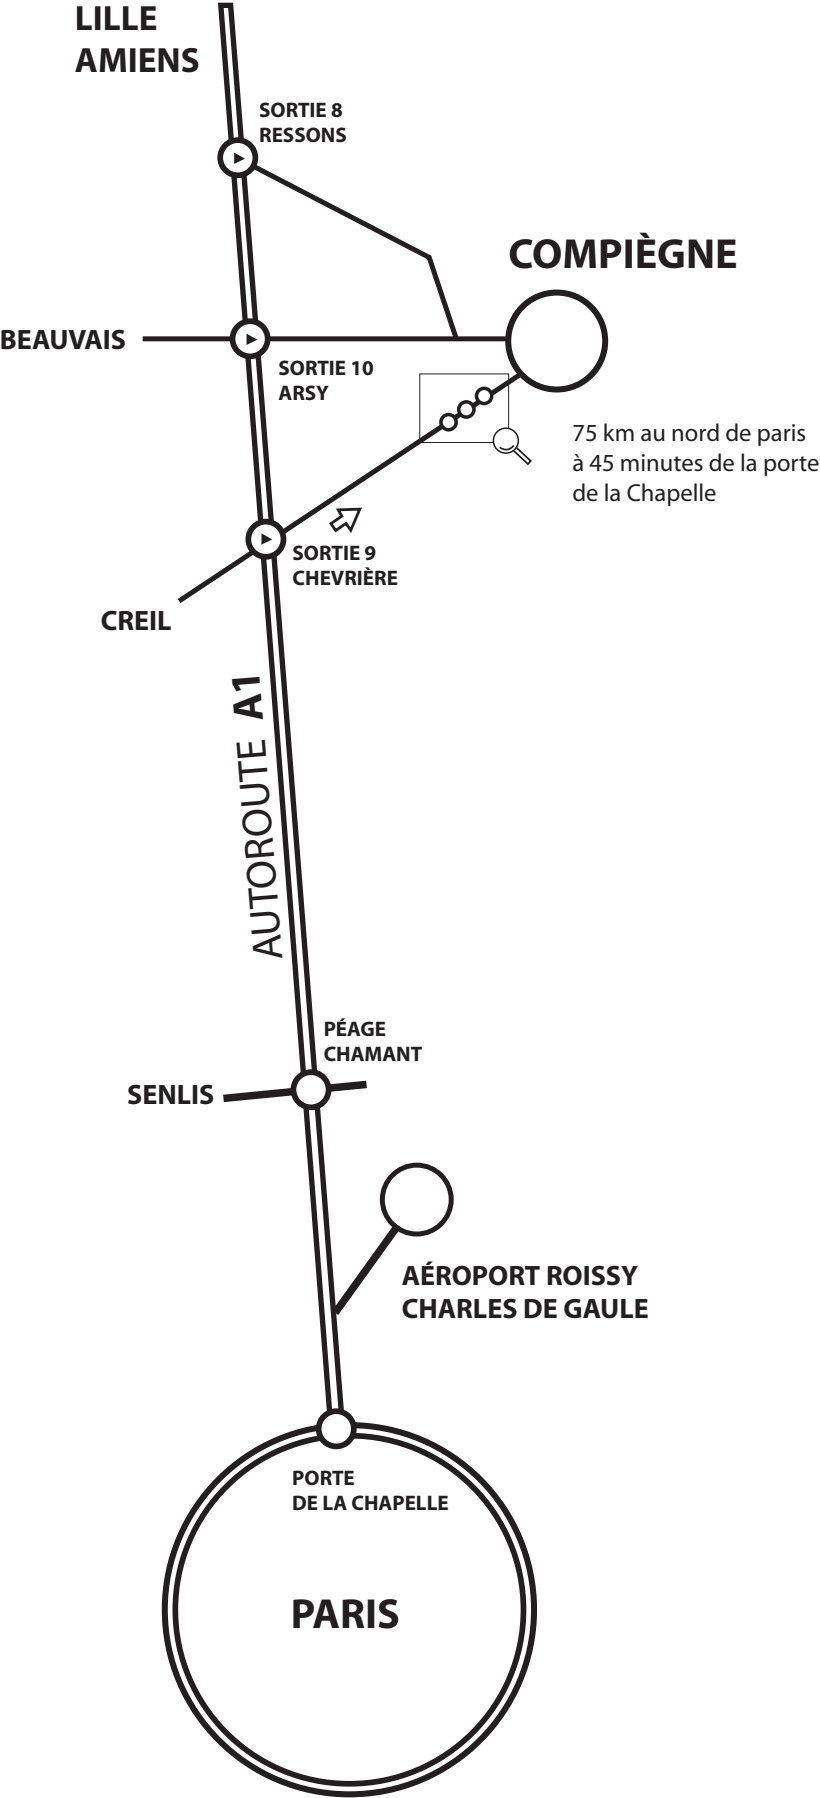 LILLE
AMIENS
SORTIE 8
RESSONS
COMPIÈGNE
BEAUVAIS
SORTIE 10
ARSY
75 km au nord de paris
à 45 minutes de la porte
de la Chapelle
SORTIE 9
CHEVRIÈRE
CREIL
AUTOROUTE A1
PÉAGE
CHAMANT
SENLIS
AÉROPORT ROISSY
CHARLES DE GAULE
PORTE
DE LA CHAPELLE
PARIS